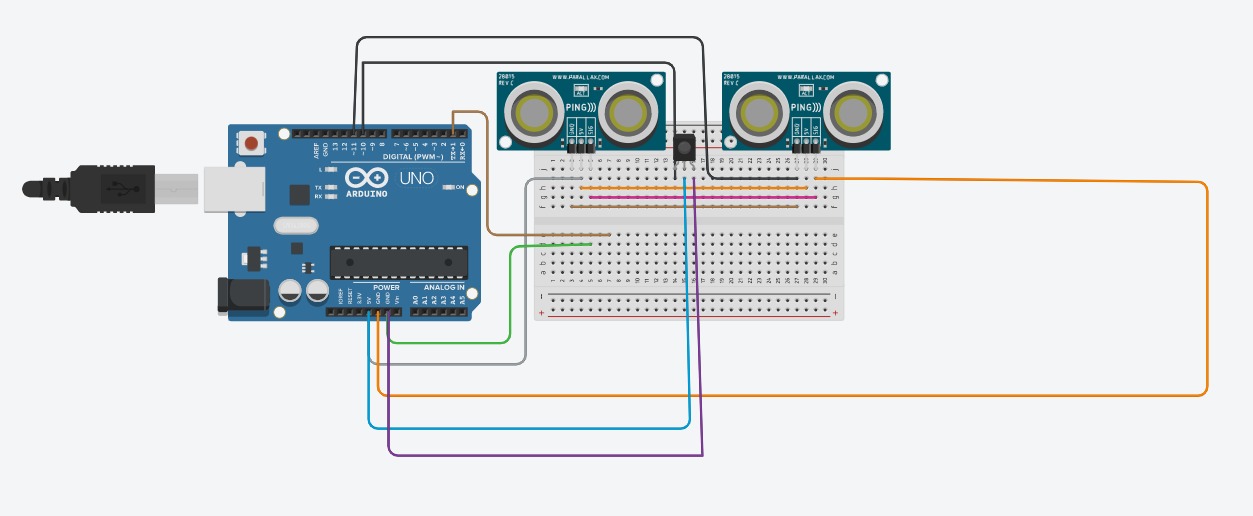 28015
REV C
WWW.PARALLAX.COM
ALT
PING)))
GND
5V
SIG
28015
REV C
WWW.PARALLAX.COM
ALT
PING)))
GND
5V
SIG
AREF
GND
13
12
~11
~10
~9
8
7
~6
~5
4
~3
2
TX→1
RX←0
DIGITAL (PWM~)
L
TX
RX
ARDUINO
UNO
ON
POWER
ANALOG IN
IOREF
RESET
3.3V
5V
GND
GND
Vin
A0
A1
A2
A3
A4
A5